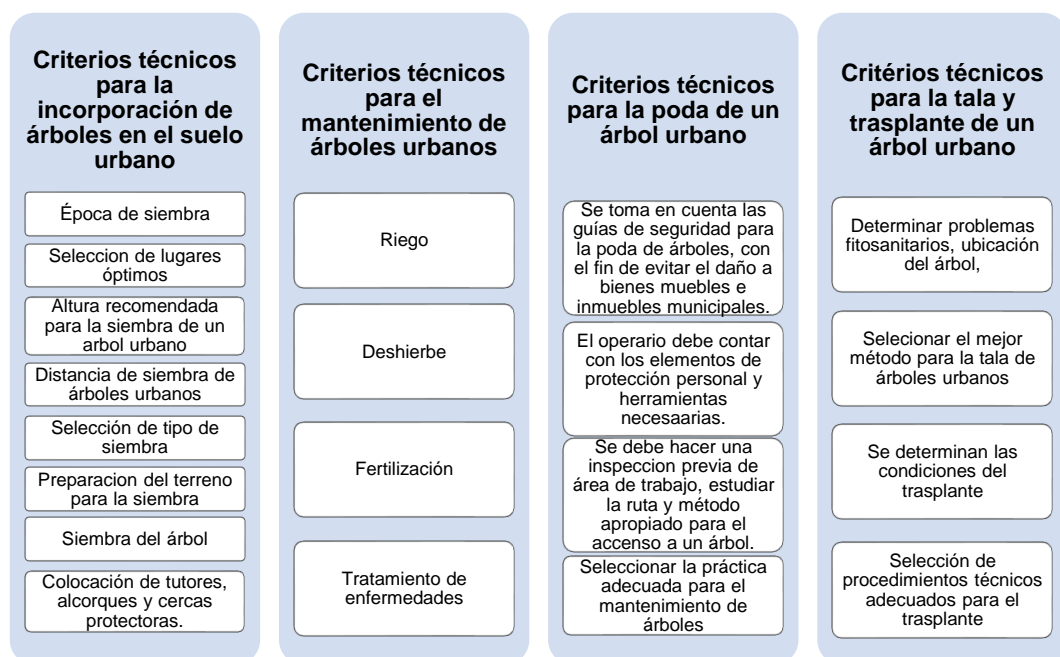 Criterios técnicos
para la
incorporación de
árboles en el suelo
urbano
Época de siembra
Seleccion de lugares
óptimos
Altura recomendada
para la siembra de un
arbol urbano
Distancia de siembra de
árboles urbanos
Selección de tipo de
siembra
Preparacion del terreno
para la siembra
Siembra del árbol
Colocación de tutores,
alcorques y cercas
protectoras.
Criterios técnicos
para el
mantenimiento de
árboles urbanos
Riego
Deshierbe
Fertilización
Tratamiento de
enfermedades
Criterios técnicos
para la poda de un
árbol urbano
Se toma en cuenta las
guías de seguridad para
la poda de árboles, con
el fin de evitar el daño a
bienes muebles e
inmuebles municipales.
El operario debe contar
con los elementos de
protección personal y
herramientas
necesaarias.
Se debe hacer una
inspeccion previa de
área de trabajo, estudiar
la ruta y método
apropiado para el
accenso a un árbol.
Seleccionar la práctica
adecuada para el
mantenimiento de
árboles
Critérios técnicos
para la tala y
trasplante de un
árbol urbano
Determinar problemas
fitosanitarios, ubicación
del árbol,
Selecionar el mejor
método para la tala de
árboles urbanos
Se determinan las
condiciones del
trasplante
Selección de
procedimientos técnicos
adecuados para el
trasplante